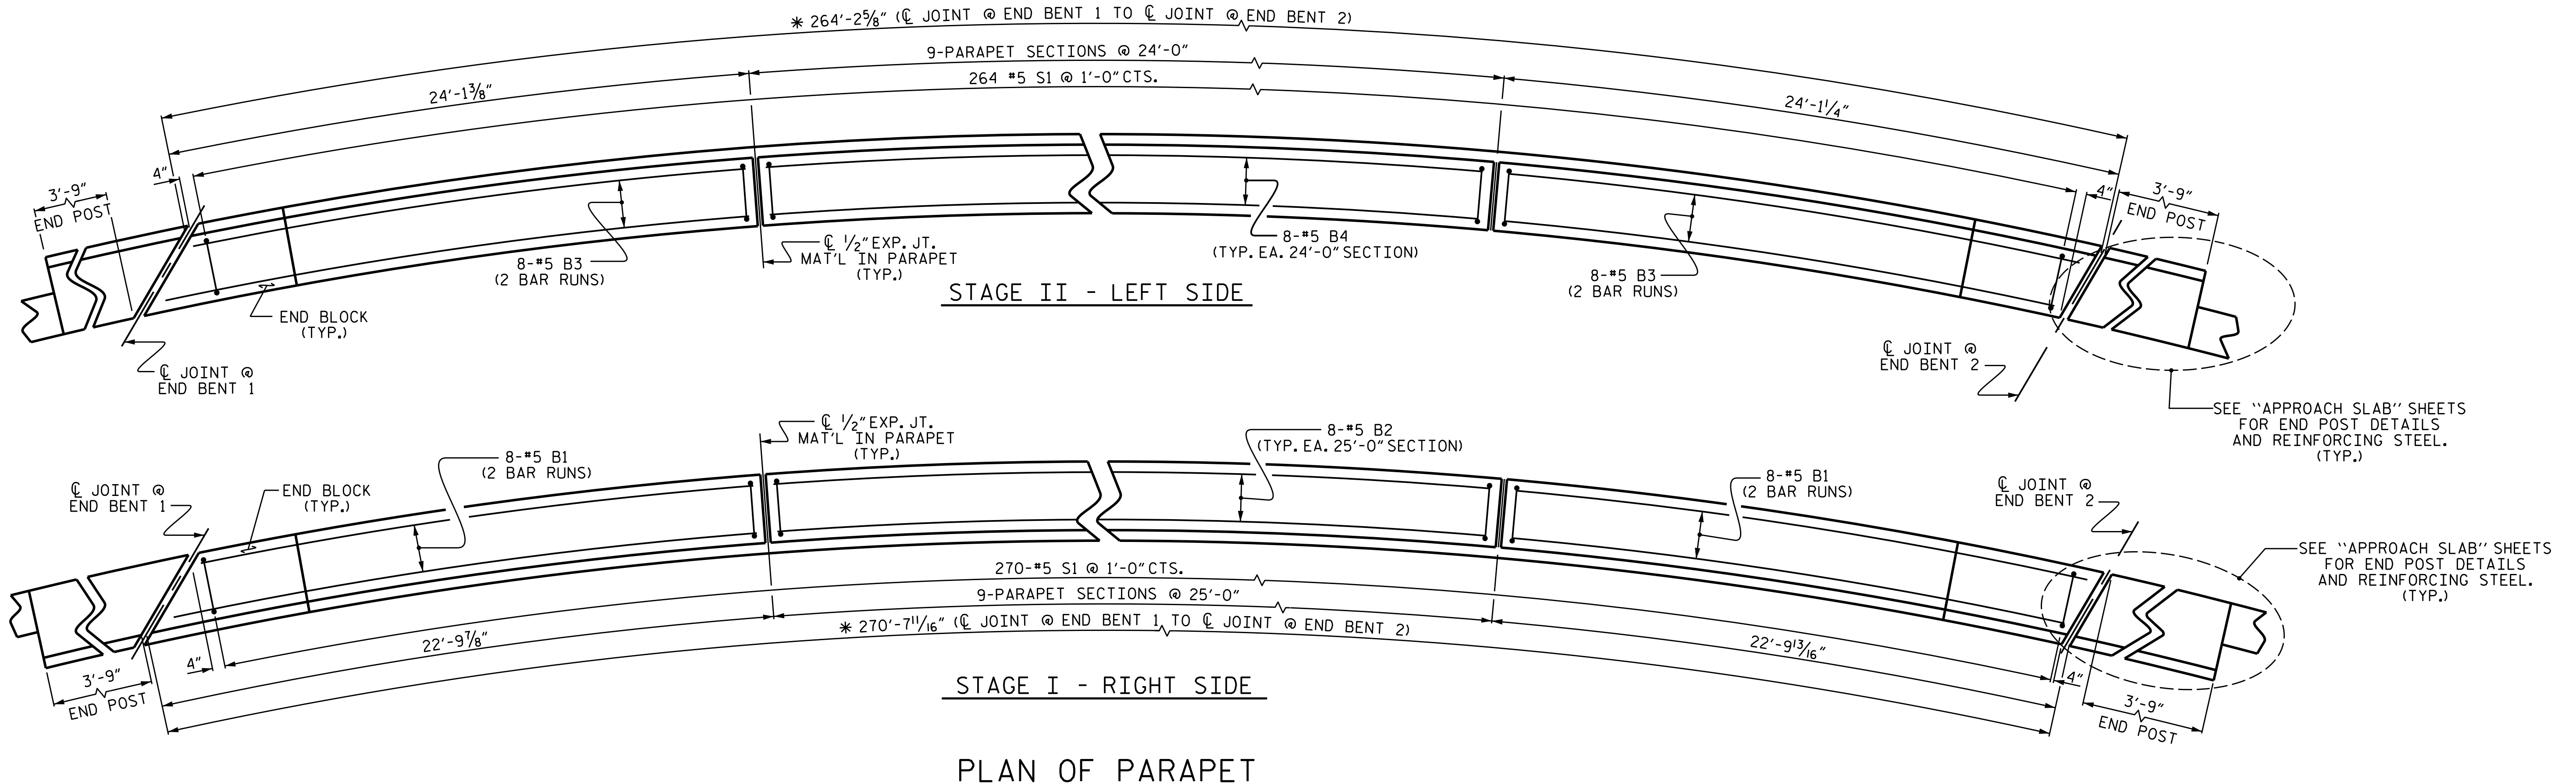 ✳ 264'-2⅝" (℄ JOINT @ END BENT 1 TO ℄ JOINT @ END BENT 2)
9-PARAPET SECTIONS @ 24'-0"
264 #5 S1 @ 1'-0" CTS.
24'-1⅜"
24'-1¼"
4"
3'-9"
END POST
4"
3'-9"
END POST
8-#5 B3
(2 BAR RUNS)
℄ ½" EXP. JT.
MAT'L IN PARAPET
(TYP.)
8-#5 B4
(TYP. EA. 24'-0" SECTION)
8-#5 B3
(2 BAR RUNS)
END BLOCK
(TYP.)
℄ JOINT @
END BENT 1
STAGE II - LEFT SIDE
℄ JOINT @
END BENT 2
SEE "APPROACH SLAB" SHEETS
FOR END POST DETAILS
AND REINFORCING STEEL.
(TYP.)
℄ JOINT @
END BENT 1
END BLOCK
(TYP.)
8-#5 B1
(2 BAR RUNS)
℄ ½" EXP. JT.
MAT'L IN PARAPET
(TYP.)
8-#5 B2
(TYP. EA. 25'-0" SECTION)
8-#5 B1
(2 BAR RUNS)
℄ JOINT @
END BENT 2
SEE "APPROACH SLAB" SHEETS
FOR END POST DETAILS
AND REINFORCING STEEL.
(TYP.)
270-#5 S1 @ 1'-0" CTS.
9-PARAPET SECTIONS @ 25'-0"
✳ 270'-7 11/16" (℄ JOINT @ END BENT 1 TO ℄ JOINT @ END BENT 2)
22'-9⅞"
22'-9 13/16"
4"
3'-9"
END POST
4"
3'-9"
END POST
STAGE I - RIGHT SIDE
PLAN OF PARAPET